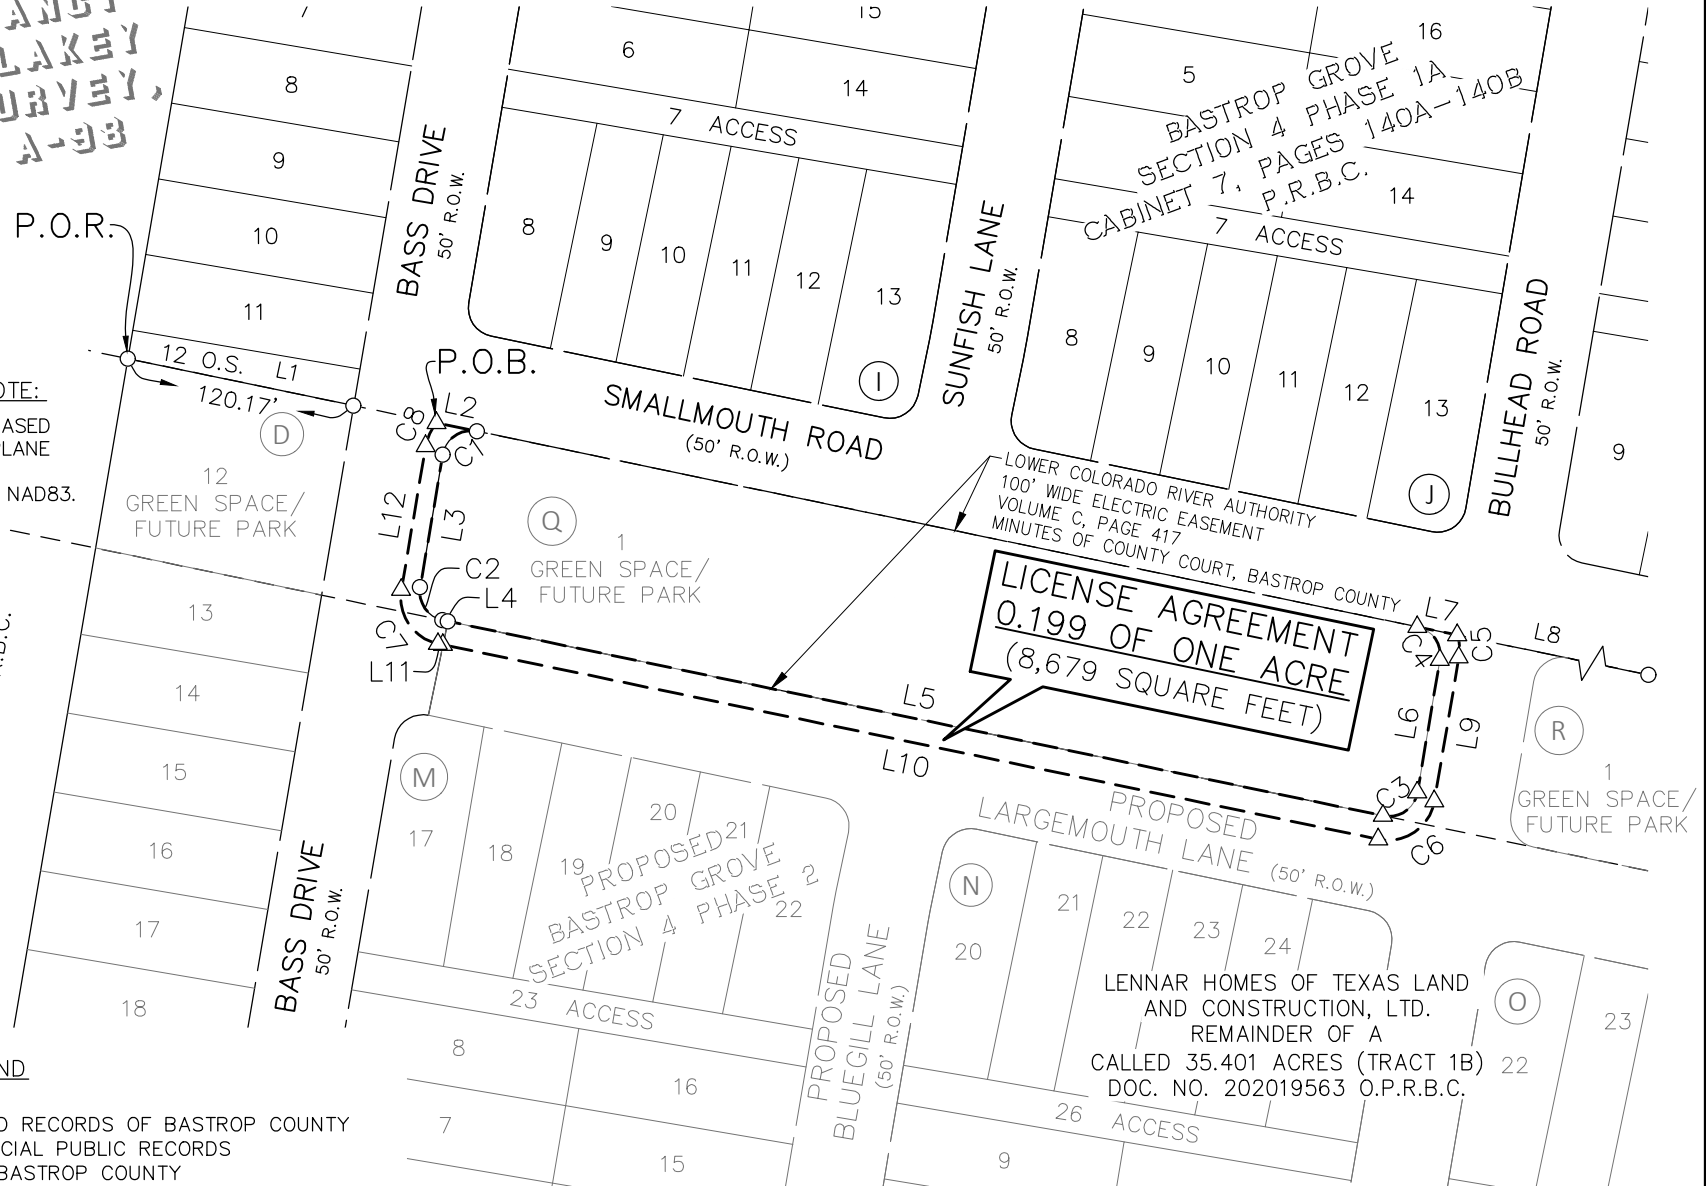 A-98
P.O.R.
7
8
9
10
11
12 O.S.
L1
120.17'
D
12
GREEN SPACE/
FUTURE PARK
13
14
15
16
17
18
BASS DRIVE
50' R.O.W.
BASS DRIVE
50' R.O.W.
OTE:
ASED
PLANE
NAD83.
ND
RECORDS OF BASTROP COUNTY
CIAL PUBLIC RECORDS
BASTROP COUNTY
15
6
14
7 ACCESS
8
9
10
11
12
13
I
P.O.B.
L2
C8
C1
L12
L3
C2
L4
C7
L11
SMALLMOUTH ROAD
(50' R.O.W.)
Q
1
GREEN SPACE/
FUTURE PARK
SUNFISH LANE
50' R.O.W.
16
5
BASTROP GROVE
SECTION 4 PHASE 1A
CABINET 7, PAGES 140A-140B
P.R.B.C.
14
7 ACCESS
8
9
10
11
12
13
J
BULLHEAD ROAD
50' R.O.W.
9
LOWER COLORADO RIVER AUTHORITY
100' WIDE ELECTRIC EASEMENT
VOLUME C, PAGE 417
MINUTES OF COUNTY COURT, BASTROP COUNTY
LICENSE AGREEMENT
0.199 OF ONE ACRE
(8,679 SQUARE FEET)
L7
C5
C4
L8
L6
L9
L5
L10
C3
C6
R
1
GREEN SPACE/
FUTURE PARK
PROPOSED
LARGEMOUTH LANE (50' R.O.W.)
M
17
18
19
20
21
22
PROPOSED
BASTROP GROVE
SECTION 4 PHASE 2
23 ACCESS
8
16
7
15
PROPOSED
BLUEGILL LANE
(50' R.O.W.)
N
20
21
22
23
24
26 ACCESS
9
LENNAR HOMES OF TEXAS LAND
AND CONSTRUCTION, LTD.
REMAINDER OF A
CALLED 35.401 ACRES (TRACT 1B)
DOC. NO. 202019563 O.P.R.B.C.
O
22
23